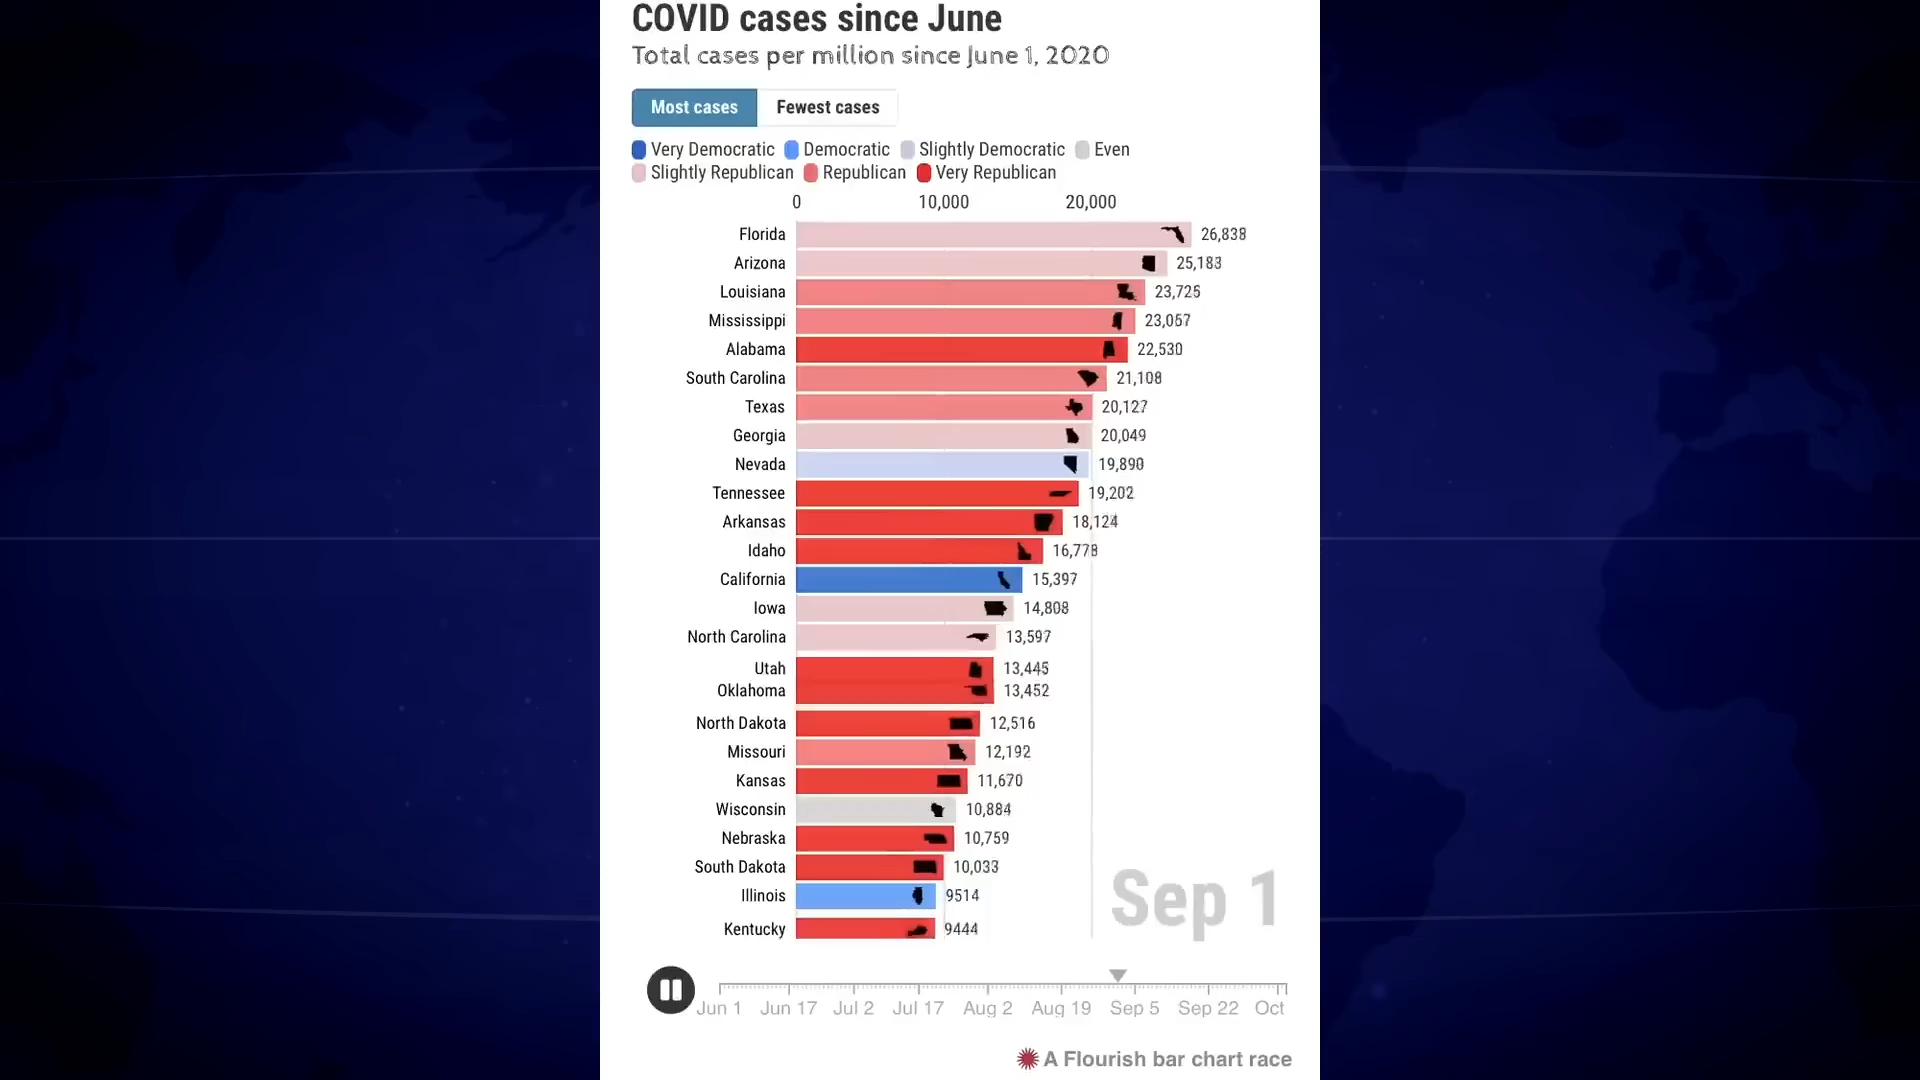 COVID cases since June
Total cases per million since June 1, 2020
Most cases Fewest cases
Very Democratic Democratic Slightly Democratic Even
Slightly Republican Republican Very Republican
0 10,000 20,000
Florida 26,838
Arizona 25,183
Louisiana 23,725
Mississippi 23,057
Alabama 22,530
South Carolina 21,108
Texas 20,127
Georgia 20,049
Nevada 19,890
Tennessee 19,202
Arkansas 18,124
Idaho 16,778
California 15,397
Iowa 14,808
North Carolina 13,597
Utah 13,445
Oklahoma 13,452
North Dakota 12,516
Missouri 12,192
Kansas 11,670
Wisconsin 10,884
Nebraska 10,759
South Dakota 10,033
Illinois 9514
Kentucky 9444
Sep 1
Jun 1 Jun 17 Jul 2 Jul 17 Aug 2 Aug 19 Sep 5 Sep 22 Oct
A Flourish bar chart race